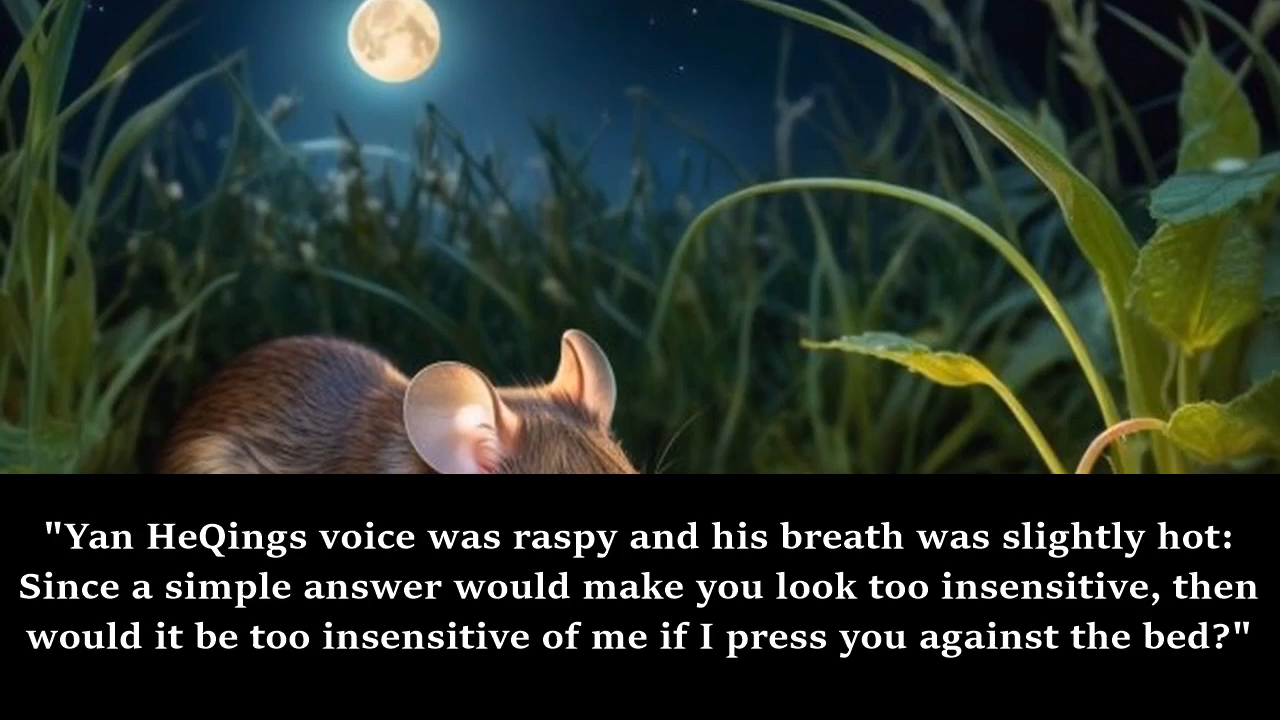 "Yan HeQings voice was raspy and his breath was slightly hot:
Since a simple answer would make you look too insensitive, then
would it be too insensitive of me if I press you against the bed?"